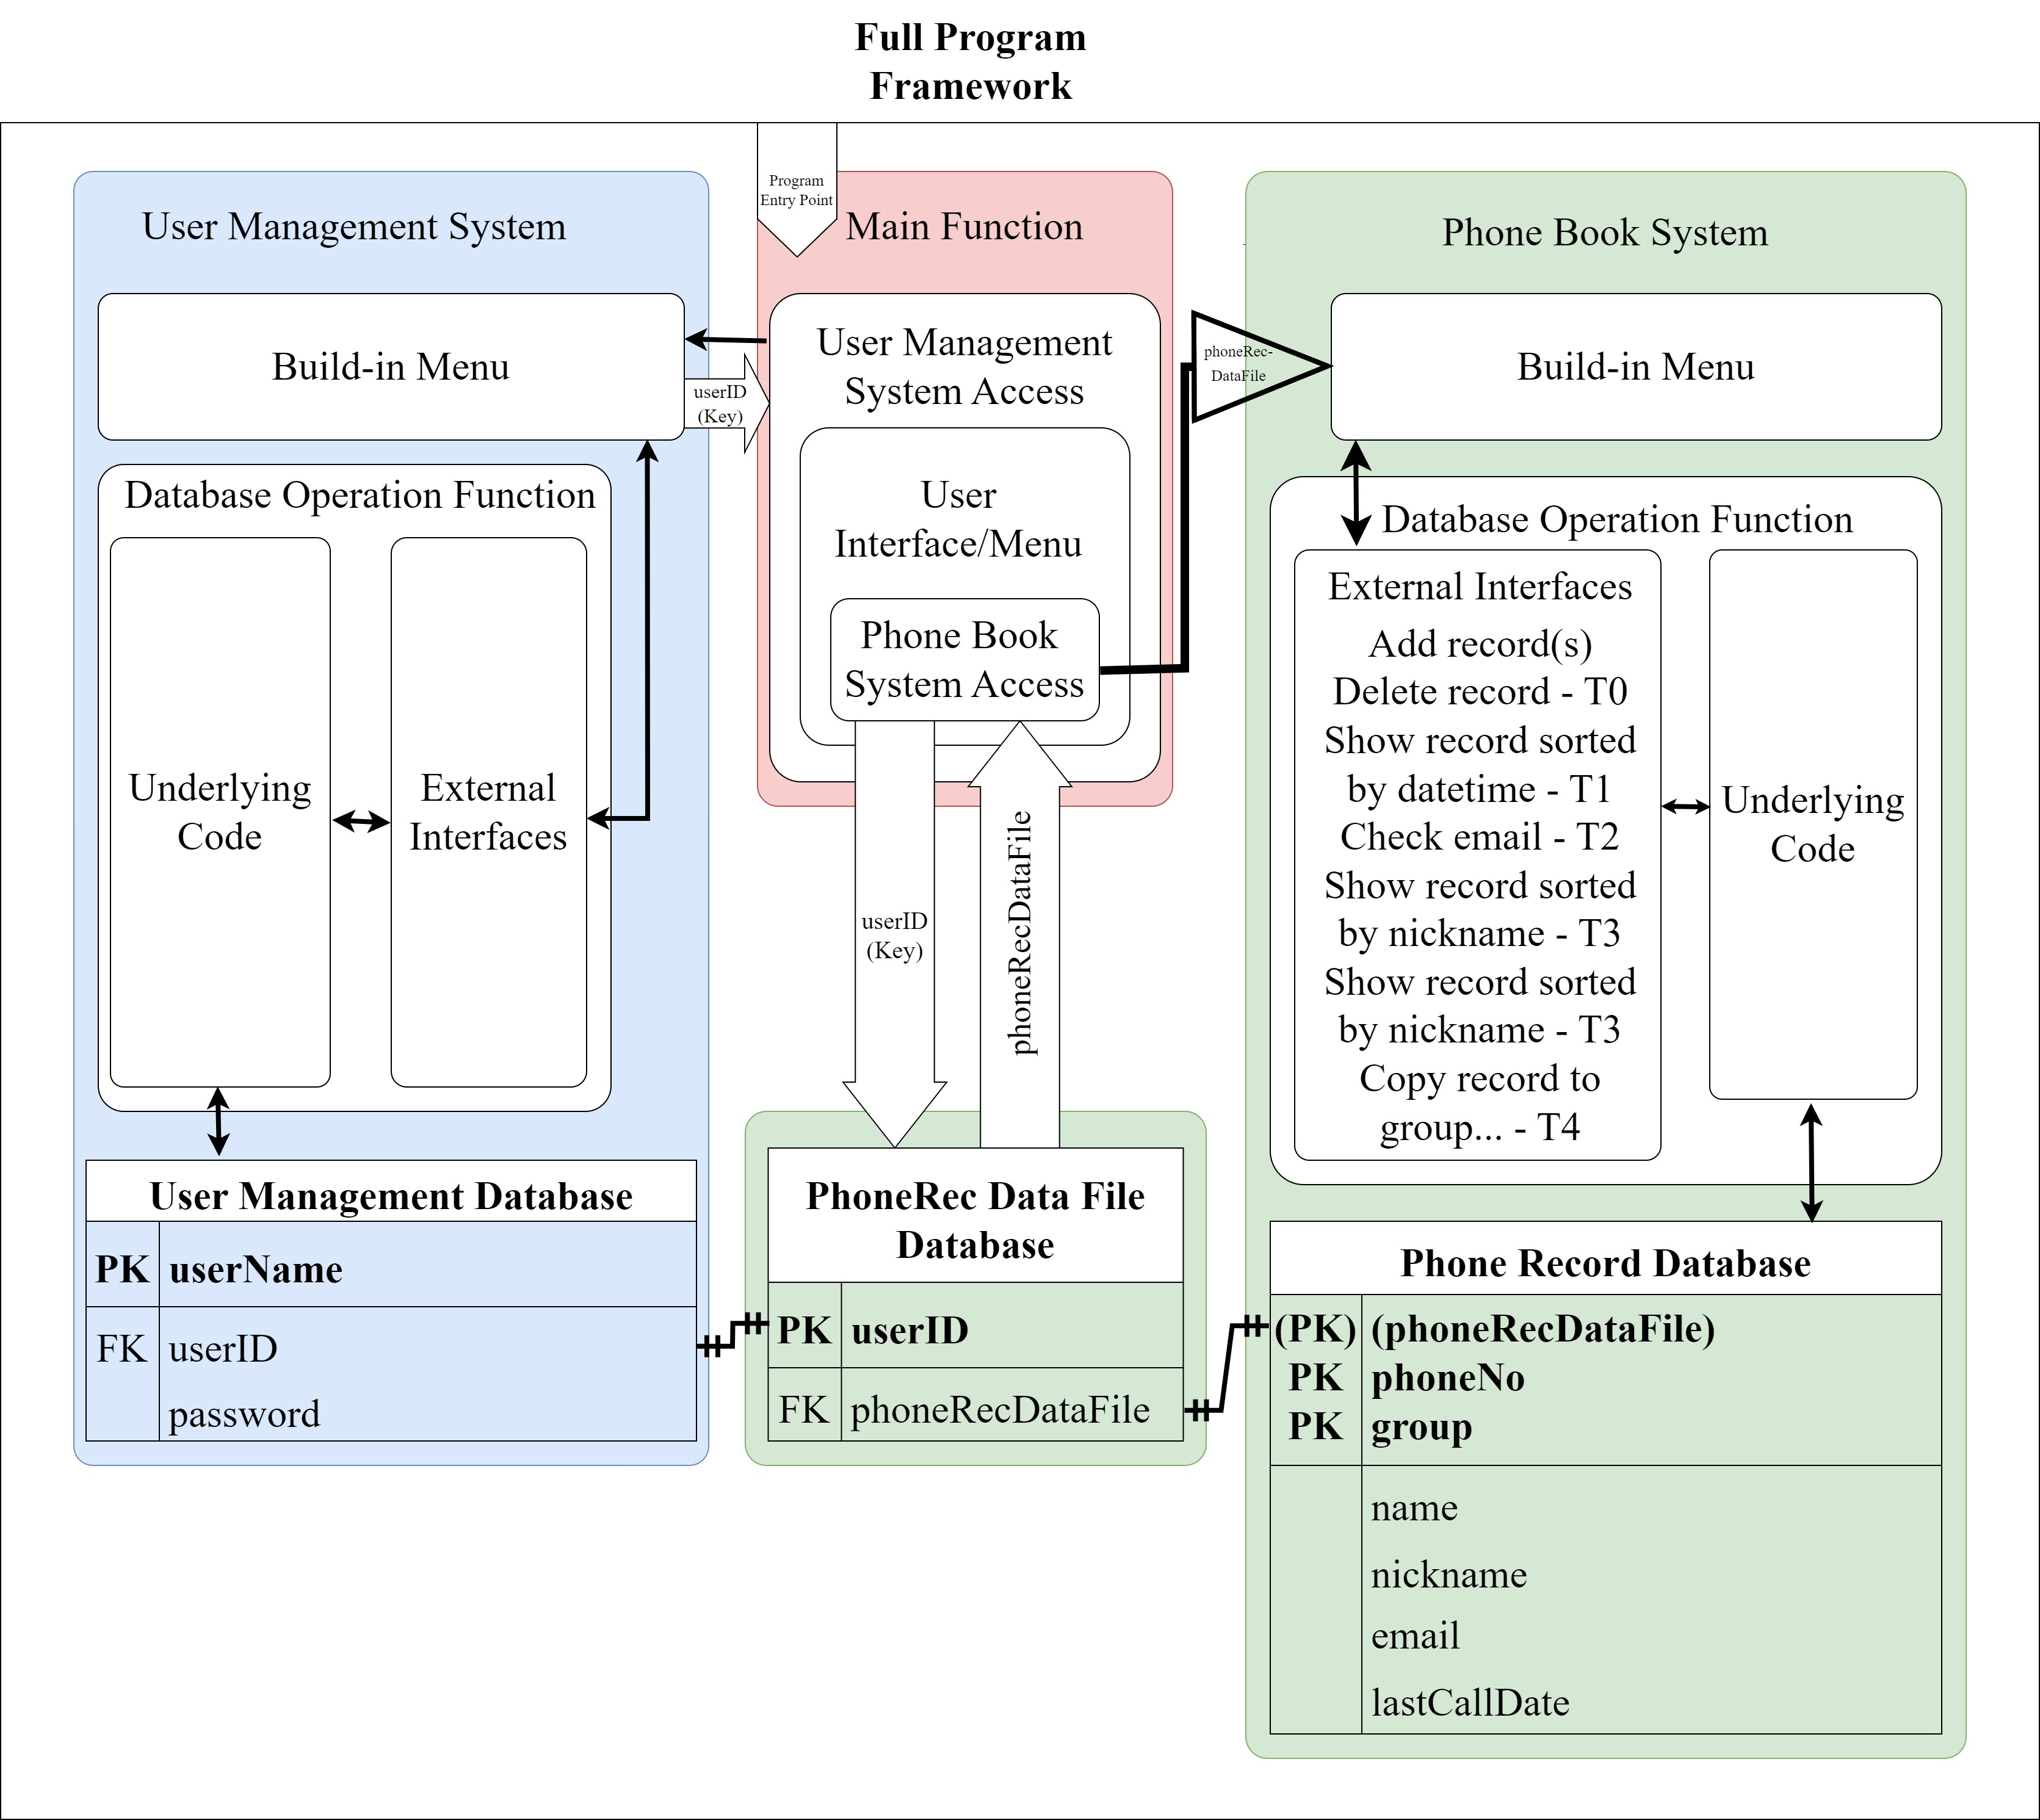 Full Program
Framework
User Management System
Build-in Menu
Database Operation Function
Underlying
Code
External
Interfaces
User Management Database
PK userName
FK userID
password
Program
Entry Point
Main Function
userID
(Key)
User Management
System Access
User
Interface/Menu
Phone Book
System Access
userID
(Key)
phoneRecDataFile
PhoneRec Data File
Database
PK userID
FK phoneRecDataFile
phoneRec-
DataFile
Phone Book System
Build-in Menu
Database Operation Function
External Interfaces
Add record(s)
Delete record - T0
Show record sorted
by datetime - T1
Check email - T2
Show record sorted
by nickname - T3
Show record sorted
by nickname - T3
Copy record to
group... - T4
Underlying
Code
Phone Record Database
(PK) (phoneRecDataFile)
PK phoneNo
PK group
name
nickname
email
lastCallDate